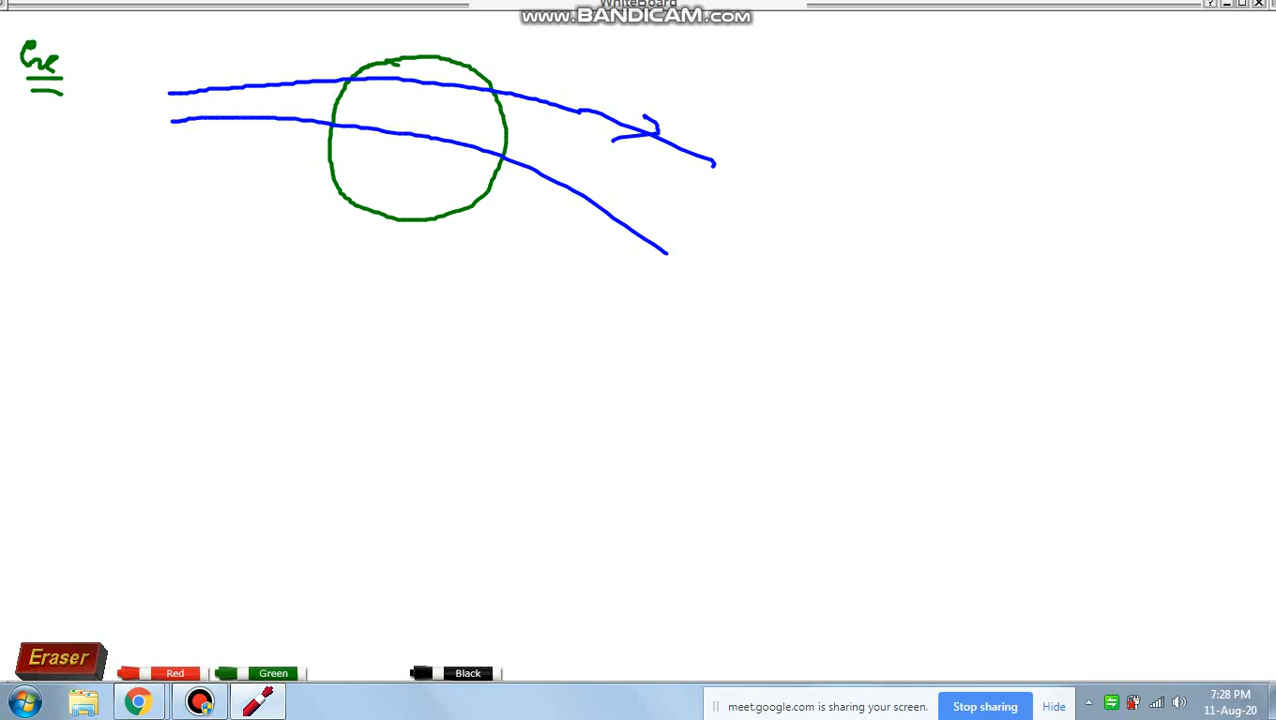 WhiteBoard
www.BANDICAM.com
Eraser
Red
Green
Black
meet.google.com is sharing your screen.
Stop sharing
Hide
7:28 PM
11-Aug-20